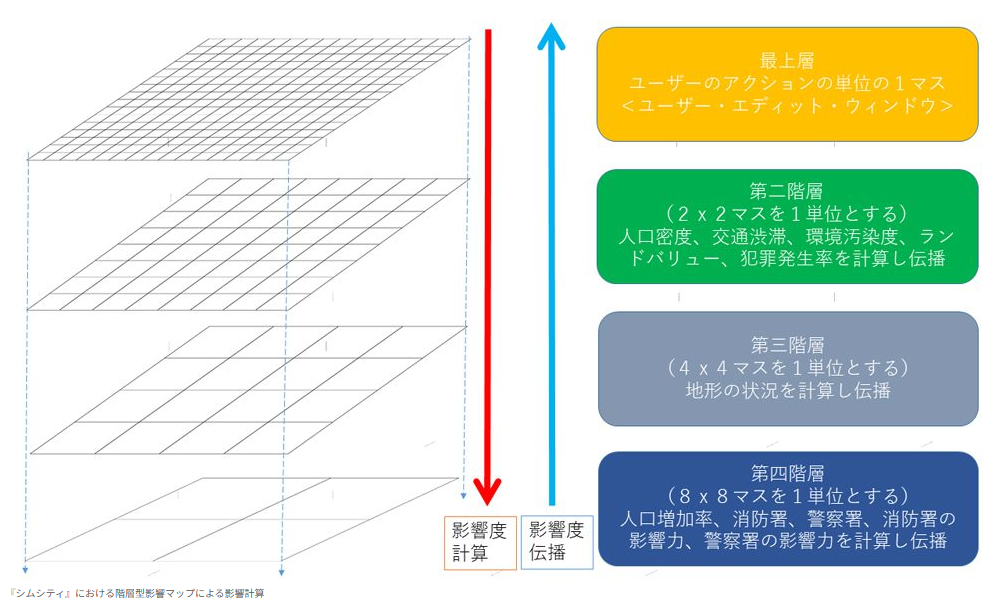 最上層
ユーザーのアクションの単位の１マス
＜ユーザー・エディット・ウィンドウ＞
第二階層
（２ｘ２マスを１単位とする）
人口密度、交通渋滞、環境汚染度、ラン
ドバリュー、犯罪発生率を計算し伝播
第三階層
（４ｘ４マスを１単位とする）
地形の状況を計算し伝播
第四階層
（８ｘ８マスを１単位とする）
人口増加率、消防署、警察署、消防署の
影響力、警察署の影響力を計算し伝播
影響度
計算
影響度
伝播
『シムシティ』における階層型影響マップによる影響計算